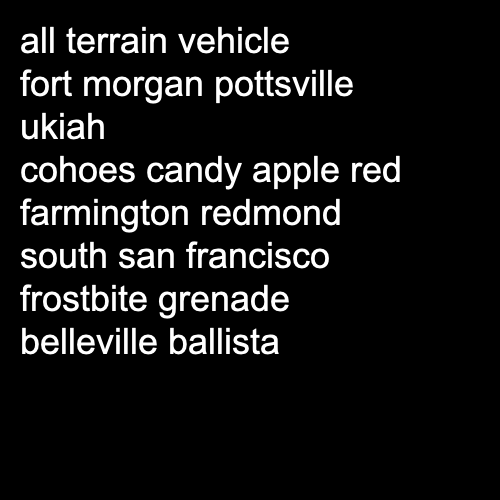 all terrain vehicle
fort morgan pottsville
ukiah
cohoes candy apple red
farmington redmond
south san francisco
frostbite grenade
belleville ballista